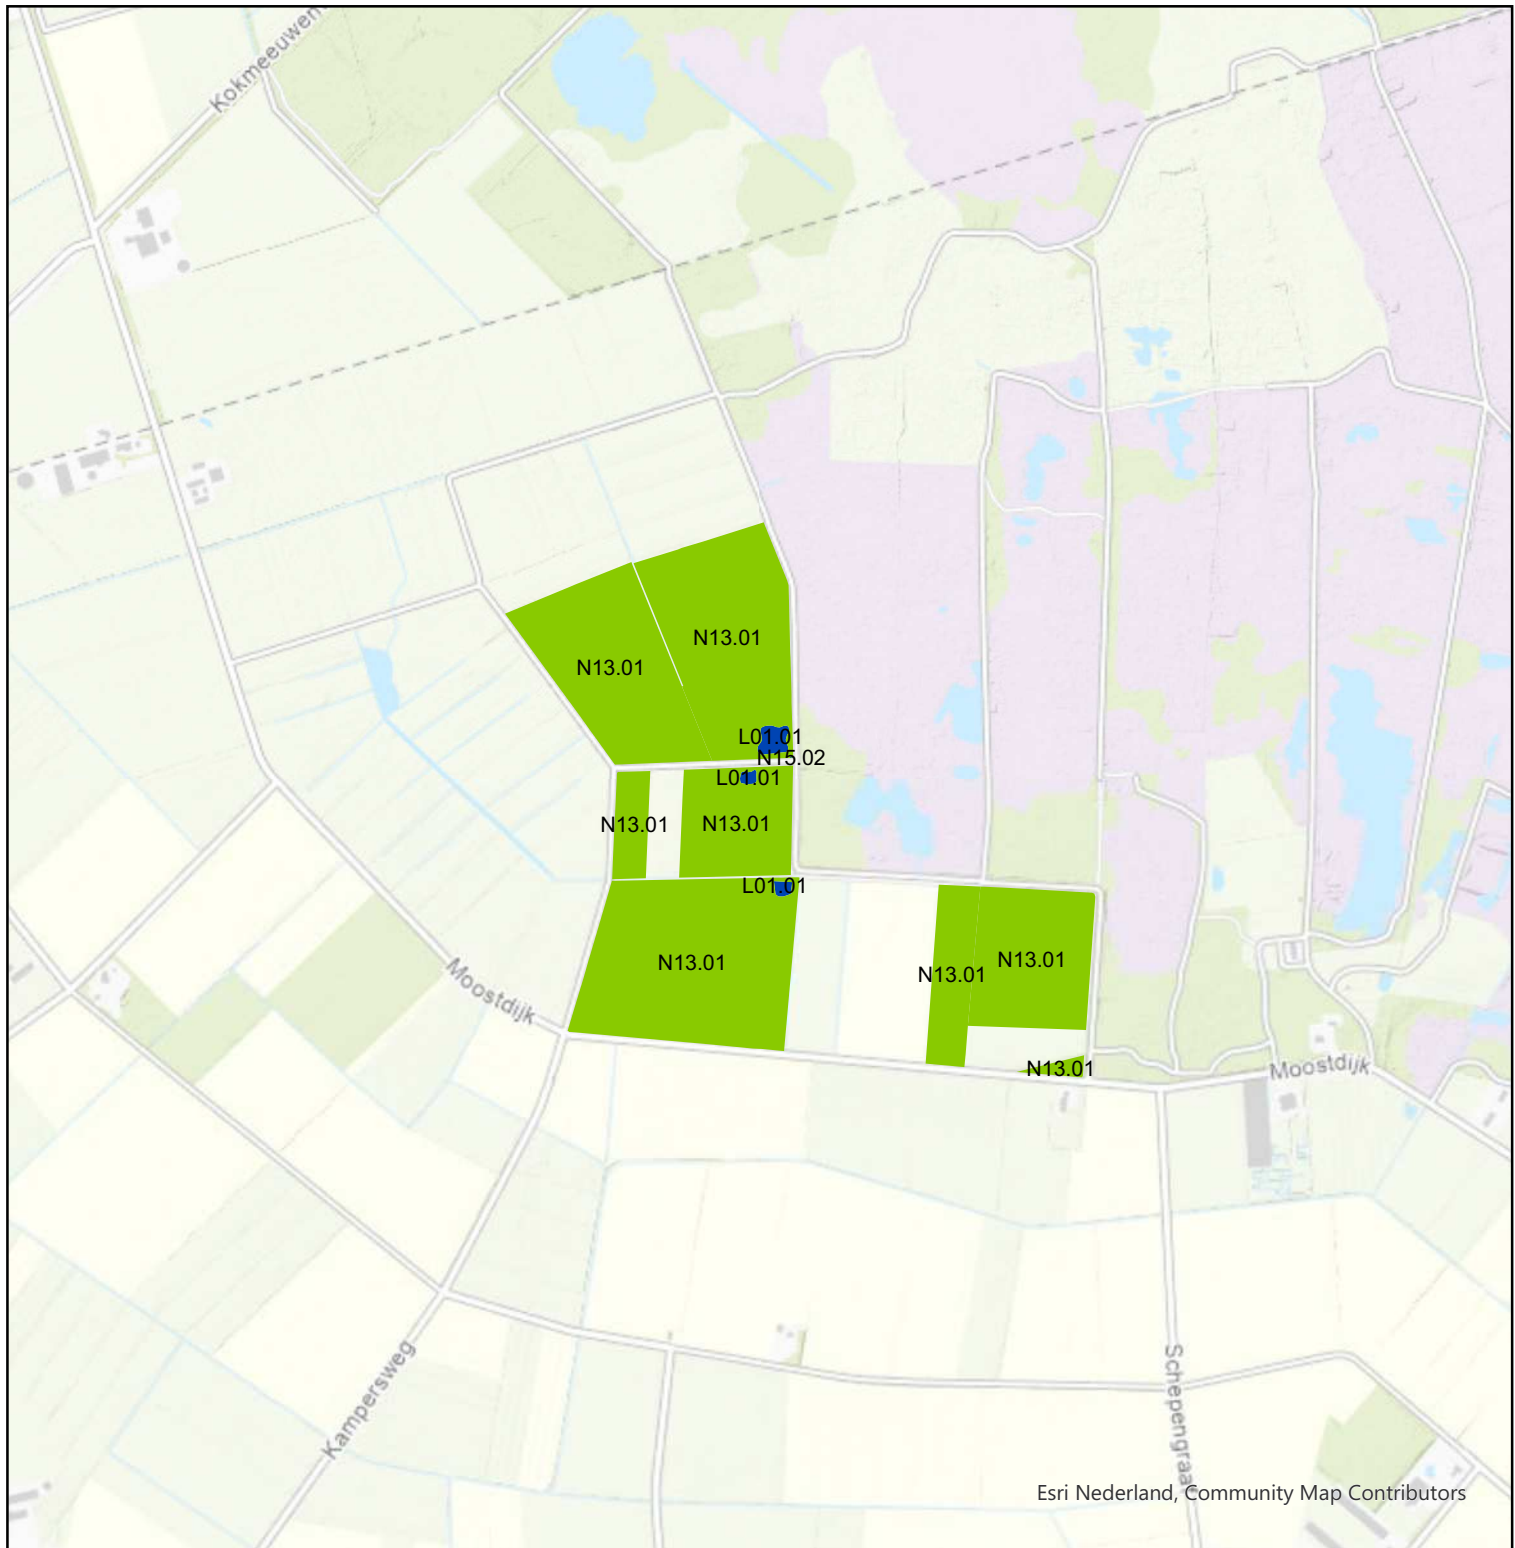 Kokmeeuwen
N13.01
N13.01
L01.01
N15.02
L01.01
N13.01
N13.01
L01.01
N13.01
N13.01
N13.01
N13.01
Moostdijk
Moostdijk
Kampersweg
Schepengraaf
Esri Nederland, Community Map Contributors